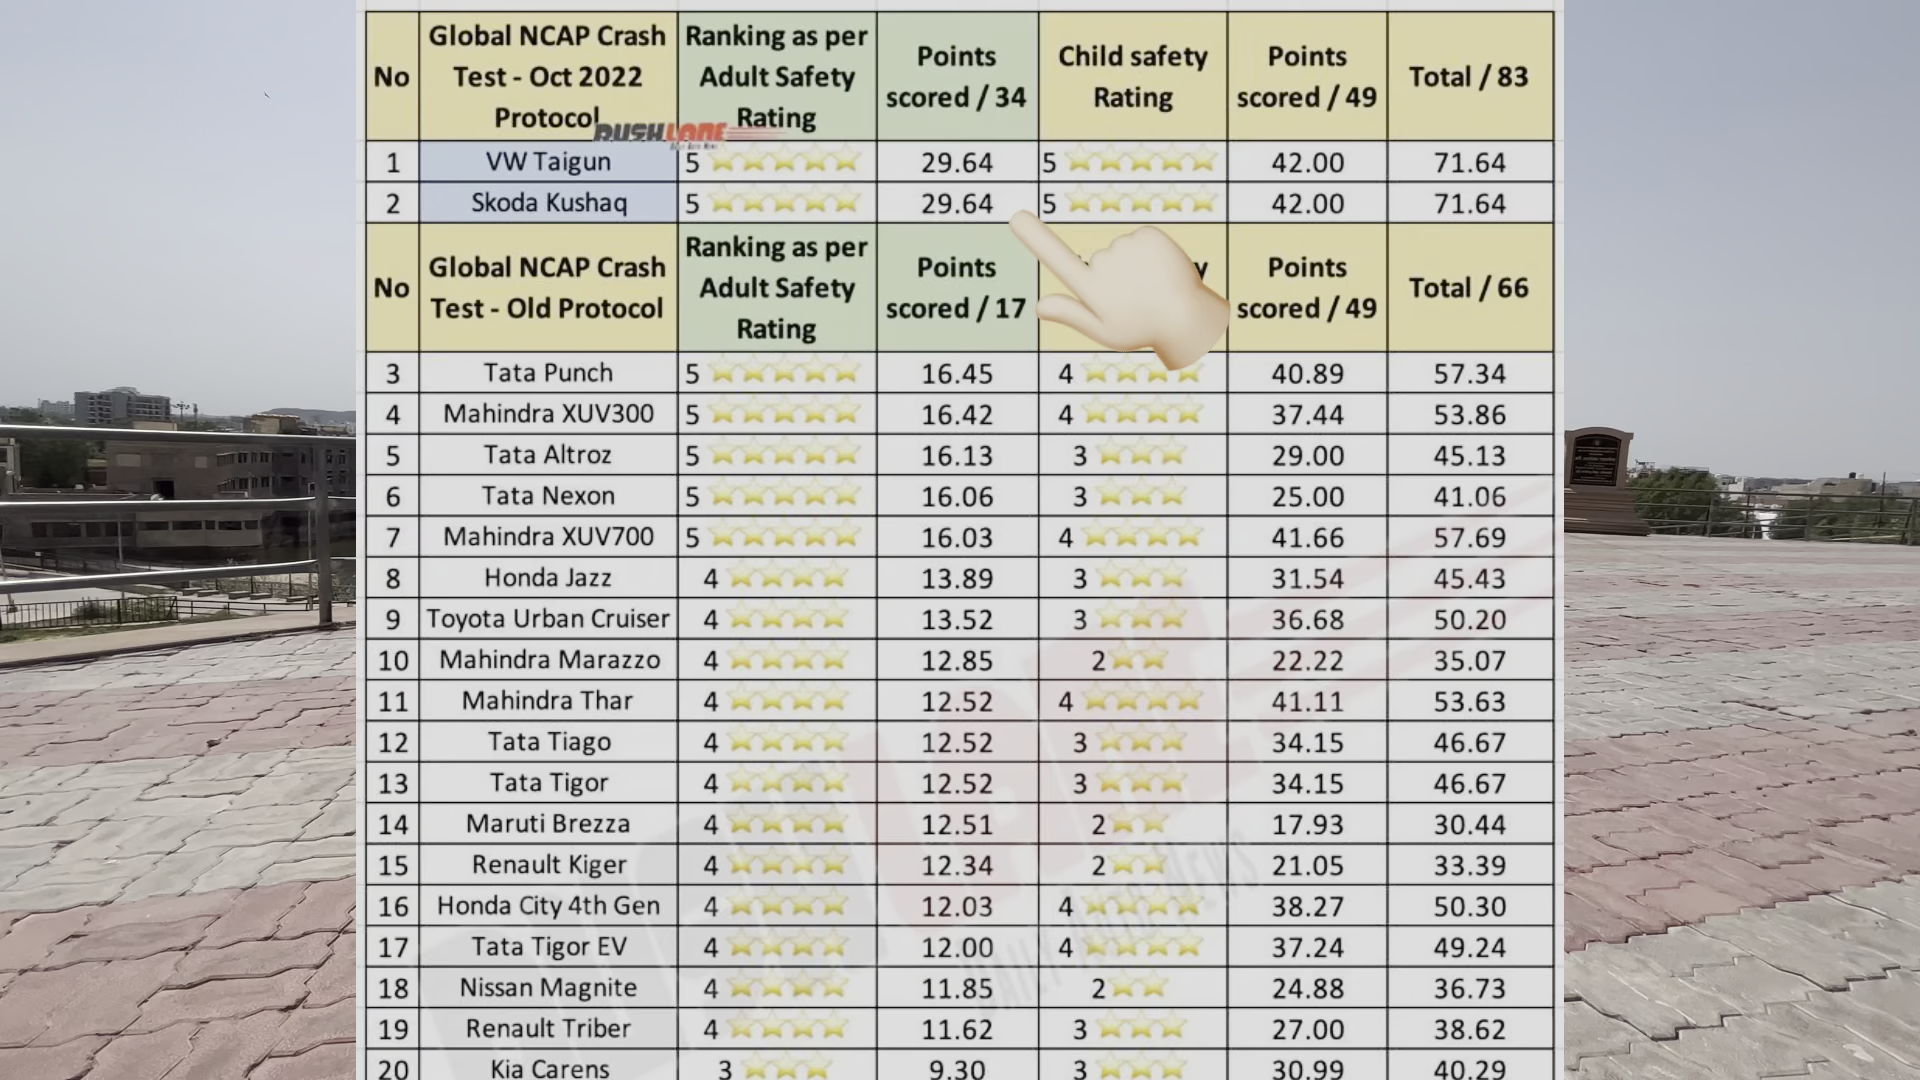 No | Global NCAP Crash Test - Oct 2022 Protocol | Ranking as per Adult Safety Rating | Points scored / 34 | Child safety Rating | Points scored / 49 | Total / 83
RUSHLANE
1 | VW Taigun | 5 | 29.64 | 5 | 42.00 | 71.64
2 | Skoda Kushaq | 5 | 29.64 | 5 | 42.00 | 71.64
No | Global NCAP Crash Test - Old Protocol | Ranking as per Adult Safety Rating | Points scored / 17 | Points scored / 49 | Total / 66
3 | Tata Punch | 5 | 16.45 | 4 | 40.89 | 57.34
4 | Mahindra XUV300 | 5 | 16.42 | 4 | 37.44 | 53.86
5 | Tata Altroz | 5 | 16.13 | 3 | 29.00 | 45.13
6 | Tata Nexon | 5 | 16.06 | 3 | 25.00 | 41.06
7 | Mahindra XUV700 | 5 | 16.03 | 4 | 41.66 | 57.69
8 | Honda Jazz | 4 | 13.89 | 3 | 31.54 | 45.43
9 | Toyota Urban Cruiser | 4 | 13.52 | 3 | 36.68 | 50.20
10 | Mahindra Marazzo | 4 | 12.85 | 2 | 22.22 | 35.07
11 | Mahindra Thar | 4 | 12.52 | 4 | 41.11 | 53.63
12 | Tata Tiago | 4 | 12.52 | 3 | 34.15 | 46.67
13 | Tata Tigor | 4 | 12.52 | 3 | 34.15 | 46.67
14 | Maruti Brezza | 4 | 12.51 | 2 | 17.93 | 30.44
15 | Renault Kiger | 4 | 12.34 | 2 | 21.05 | 33.39
16 | Honda City 4th Gen | 4 | 12.03 | 4 | 38.27 | 50.30
17 | Tata Tigor EV | 4 | 12.00 | 4 | 37.24 | 49.24
18 | Nissan Magnite | 4 | 11.85 | 2 | 24.88 | 36.73
19 | Renault Triber | 4 | 11.62 | 3 | 27.00 | 38.62
20 | Kia Carens | 3 | 9.30 | 3 | 30.99 | 40.29
DAILY AUTO NEWS